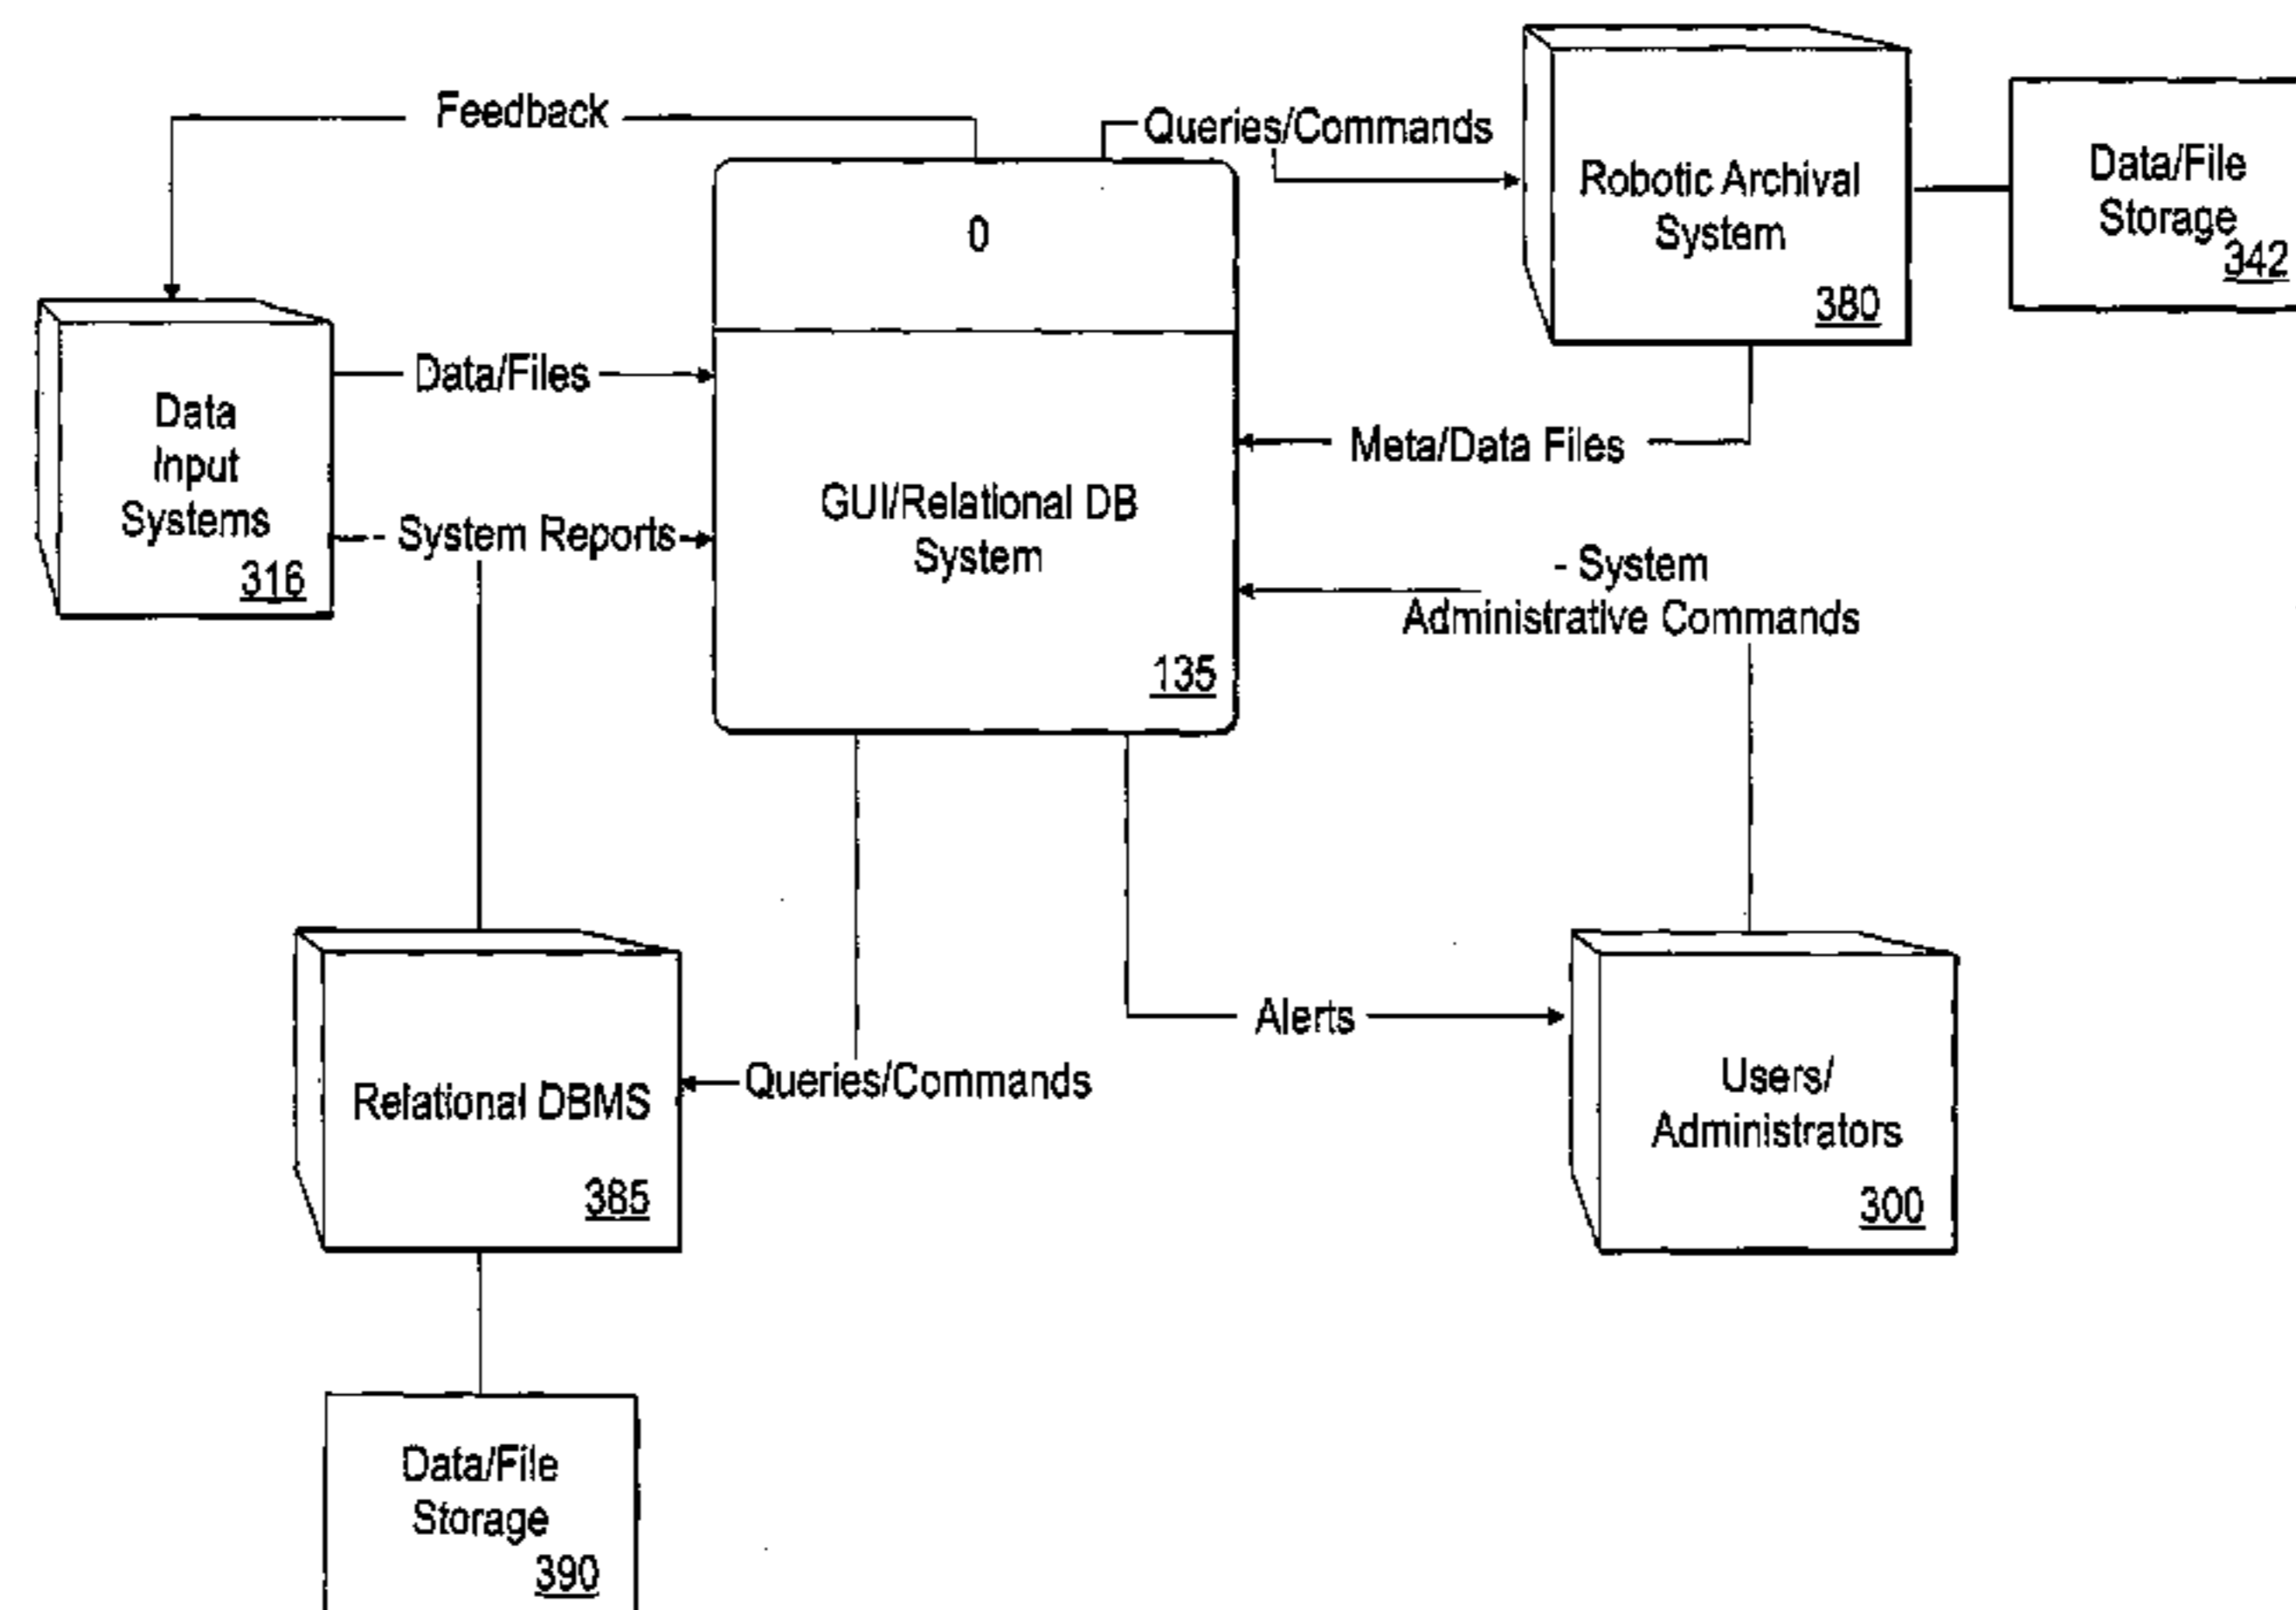 Feedback
Queries/Commands
Robotic Archival
System
380
Data/File
Storage
342
0
Data
Input
Systems
316
Data/Files
- System Reports
GUI/Relational DB
System
135
Meta/Data Files
- System
Administrative Commands
Relational DBMS
385
Queries/Commands
Alerts
Users/
Administrators
300
Data/File
Storage
390